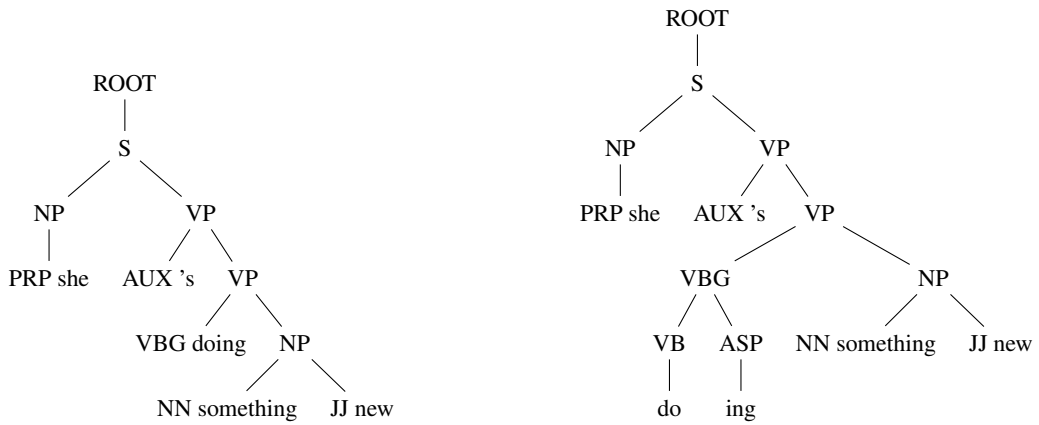 ROOT
S
NP VP
PRP she AUX ’s VP
VBG doing NP
NN something JJ new
ROOT
S
NP VP
PRP she AUX ’s VP
VBG NP
VB ASP NN something JJ new
do ing